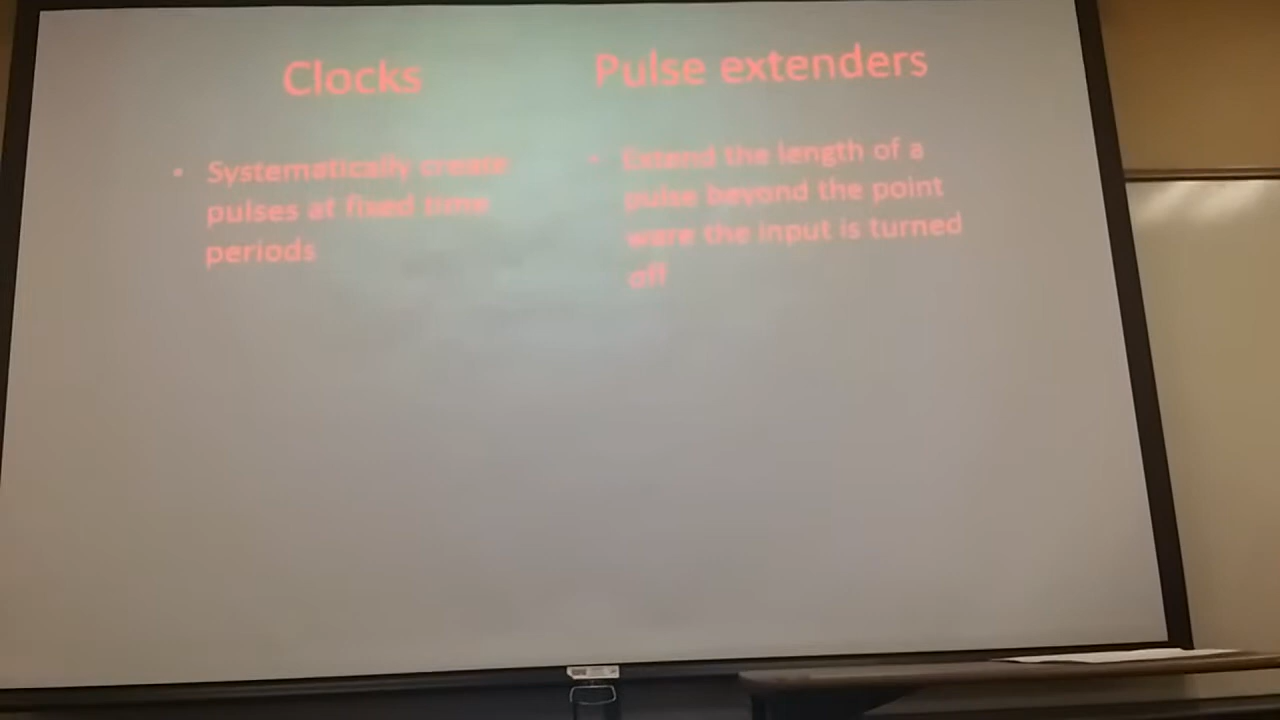 Clocks
• Systematically create
pulses at fixed time
periods
Pulse extenders
• Extend the length of a
pulse beyond the point
ware the input is turned
off